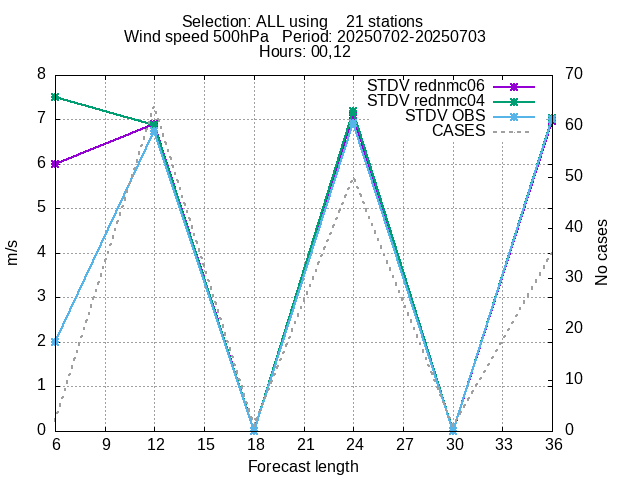 Selection: ALL using    21 stations
Wind speed 500hPa   Period: 20250702-20250703
Hours: 00,12
STDV rednmc06
STDV rednmc04
STDV OBS
CASES
8
7
6
5
4
3
2
1
0
m/s
70
60
50
40
30
20
10
0
No cases
6 9 12 15 18 21 24 27 30 33 36
Forecast length